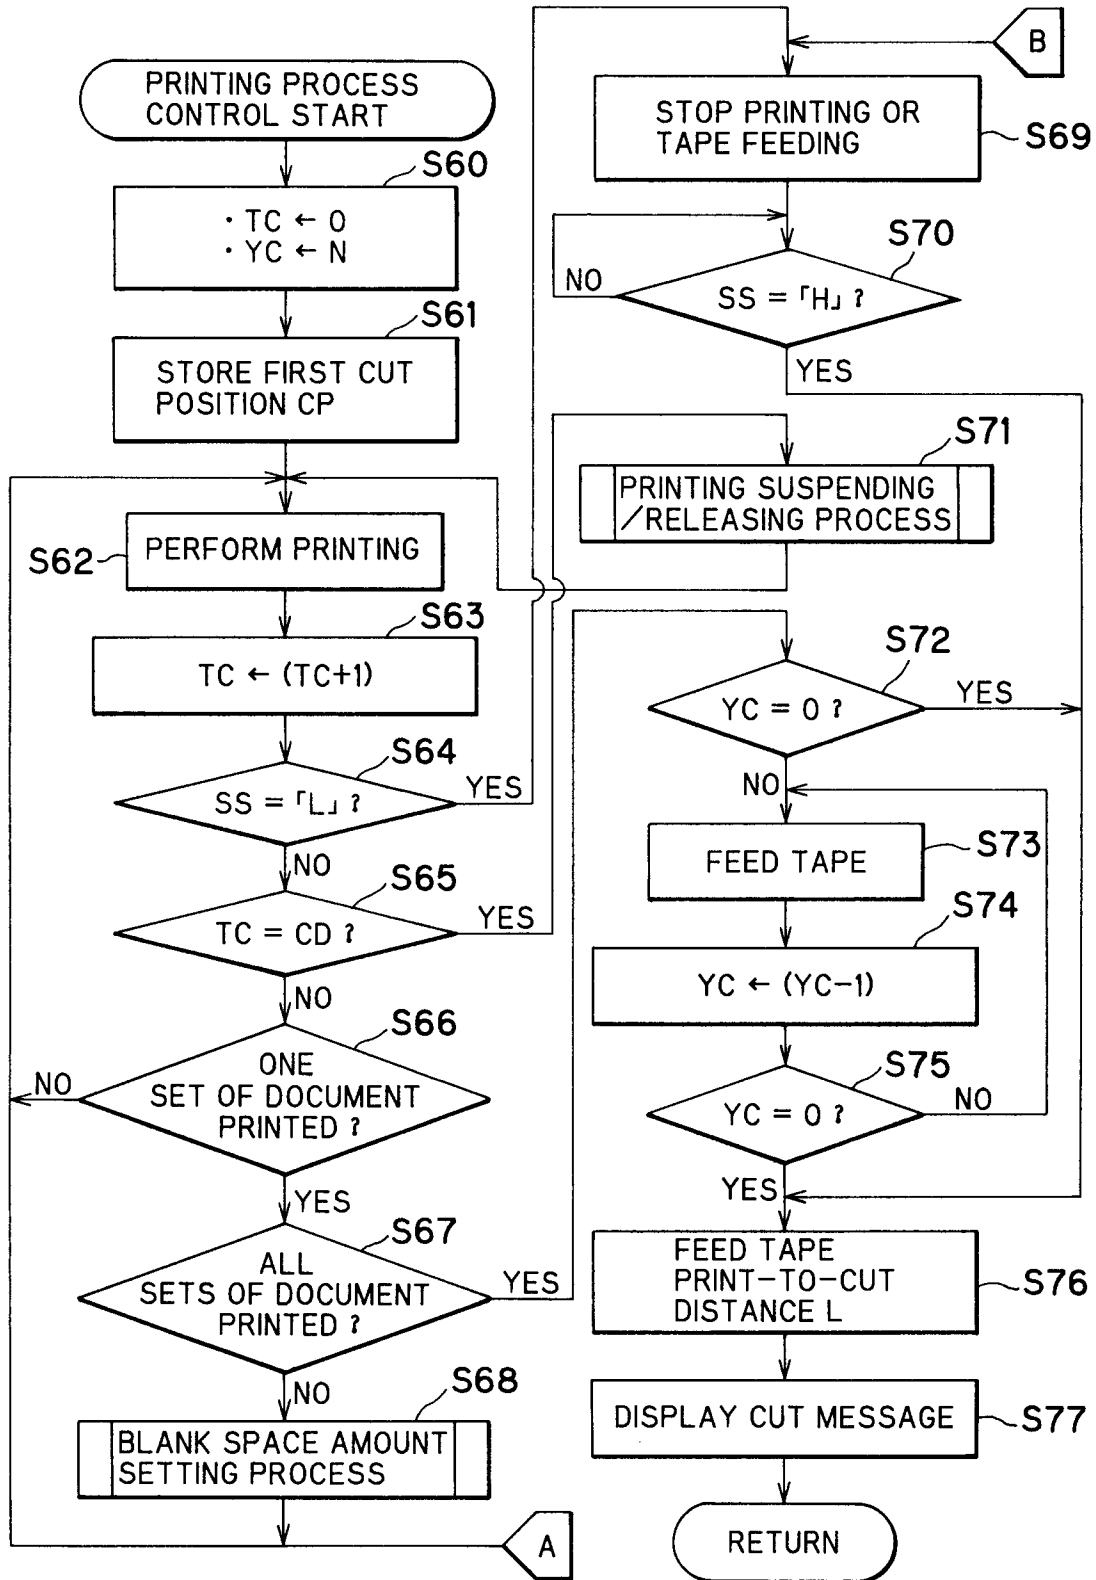 PRINTING PROCESS
CONTROL START
S60
· TC ← 0
· YC ← N
S61
STORE FIRST CUT
POSITION CP
S62
PERFORM PRINTING
S63
TC ← (TC+1)
S64
SS = 「L」 ?
YES
NO
S65
TC = CD ?
YES
NO
S66
ONE
SET OF DOCUMENT
PRINTED ?
NO
YES
S67
ALL
SETS OF DOCUMENT
PRINTED ?
YES
NO
S68
BLANK SPACE AMOUNT
SETTING PROCESS
A
B
STOP PRINTING OR
TAPE FEEDING
S69
S70
SS = 「H」 ?
NO
YES
S71
PRINTING SUSPENDING
/RELEASING PROCESS
S72
YC = 0 ?
YES
NO
S73
FEED TAPE
S74
YC ← (YC-1)
S75
YC = 0 ?
NO
YES
FEED TAPE
PRINT-TO-CUT
DISTANCE L
S76
DISPLAY CUT MESSAGE
S77
RETURN